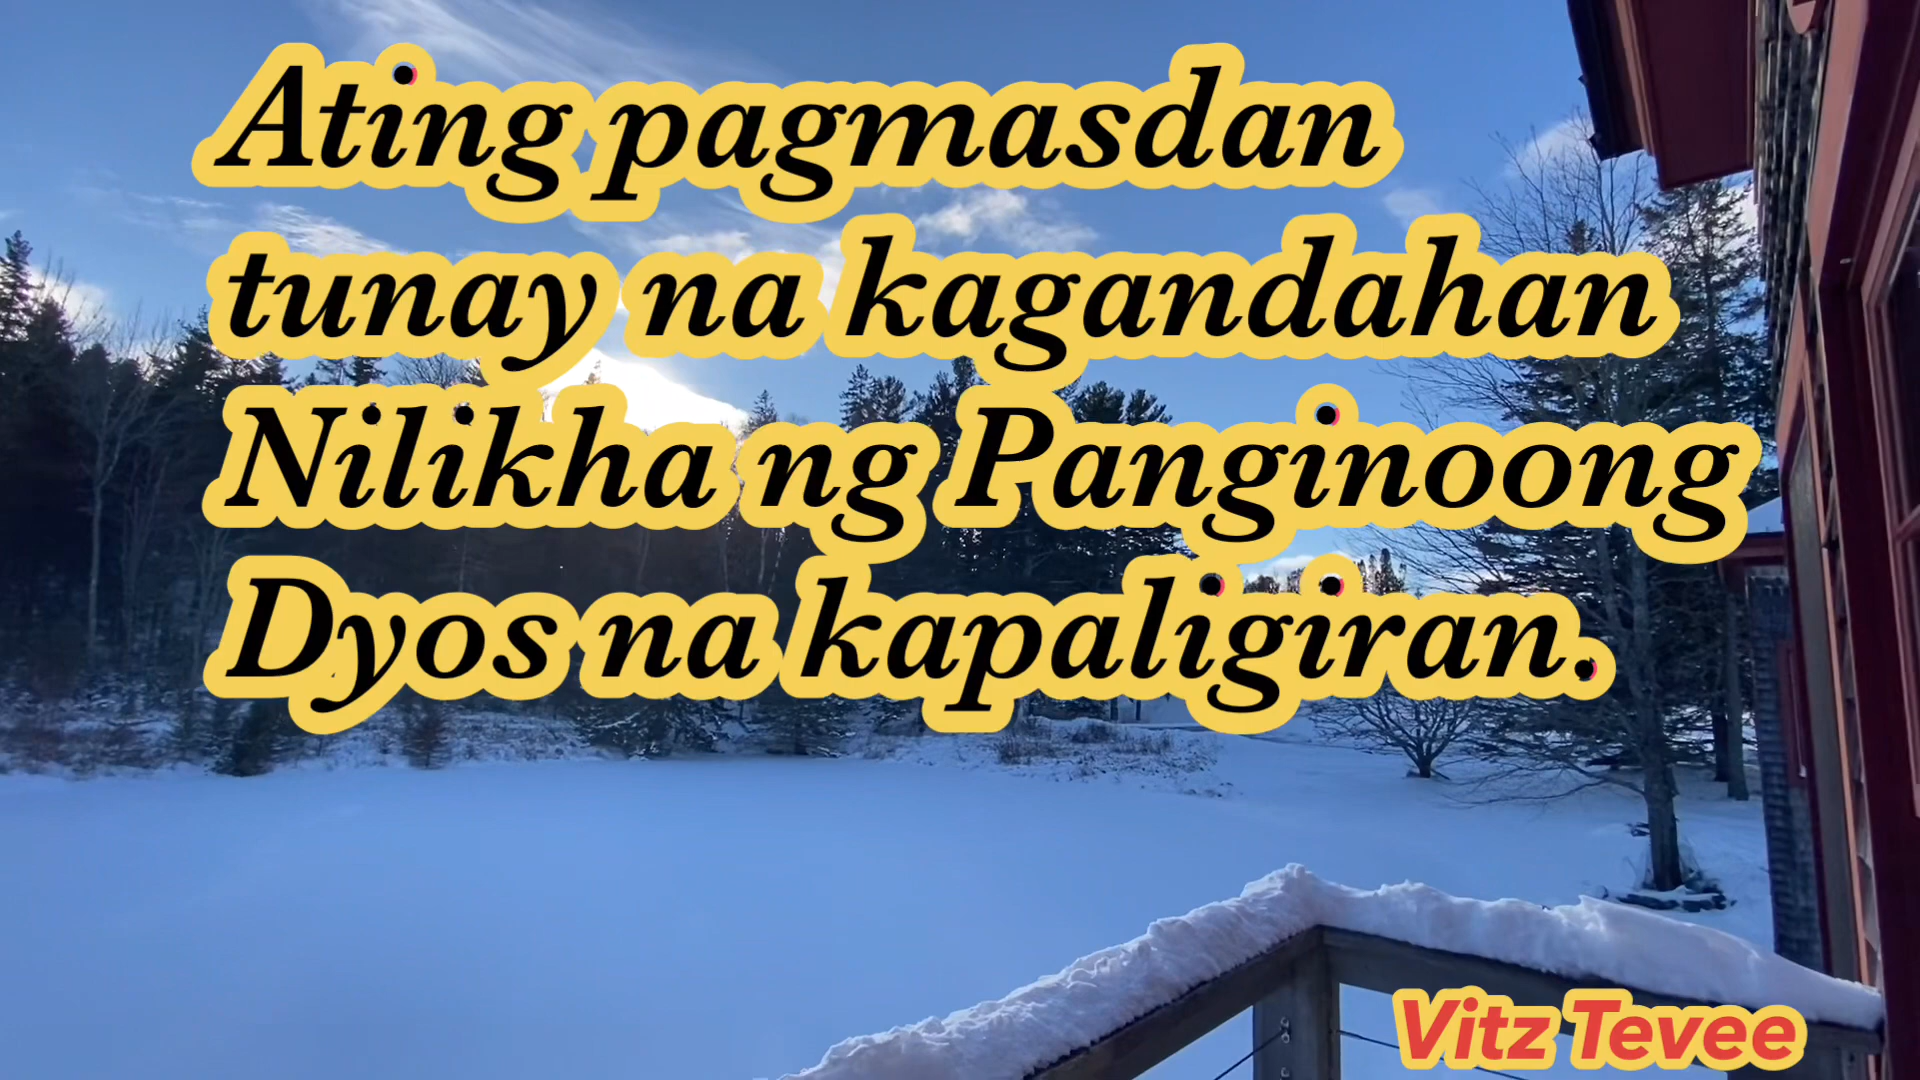 Ating pagmasdan
tunay na kagandahan
Nilikha ng Panginoong
Dyos na kapaligiran.
Vitz Tevee